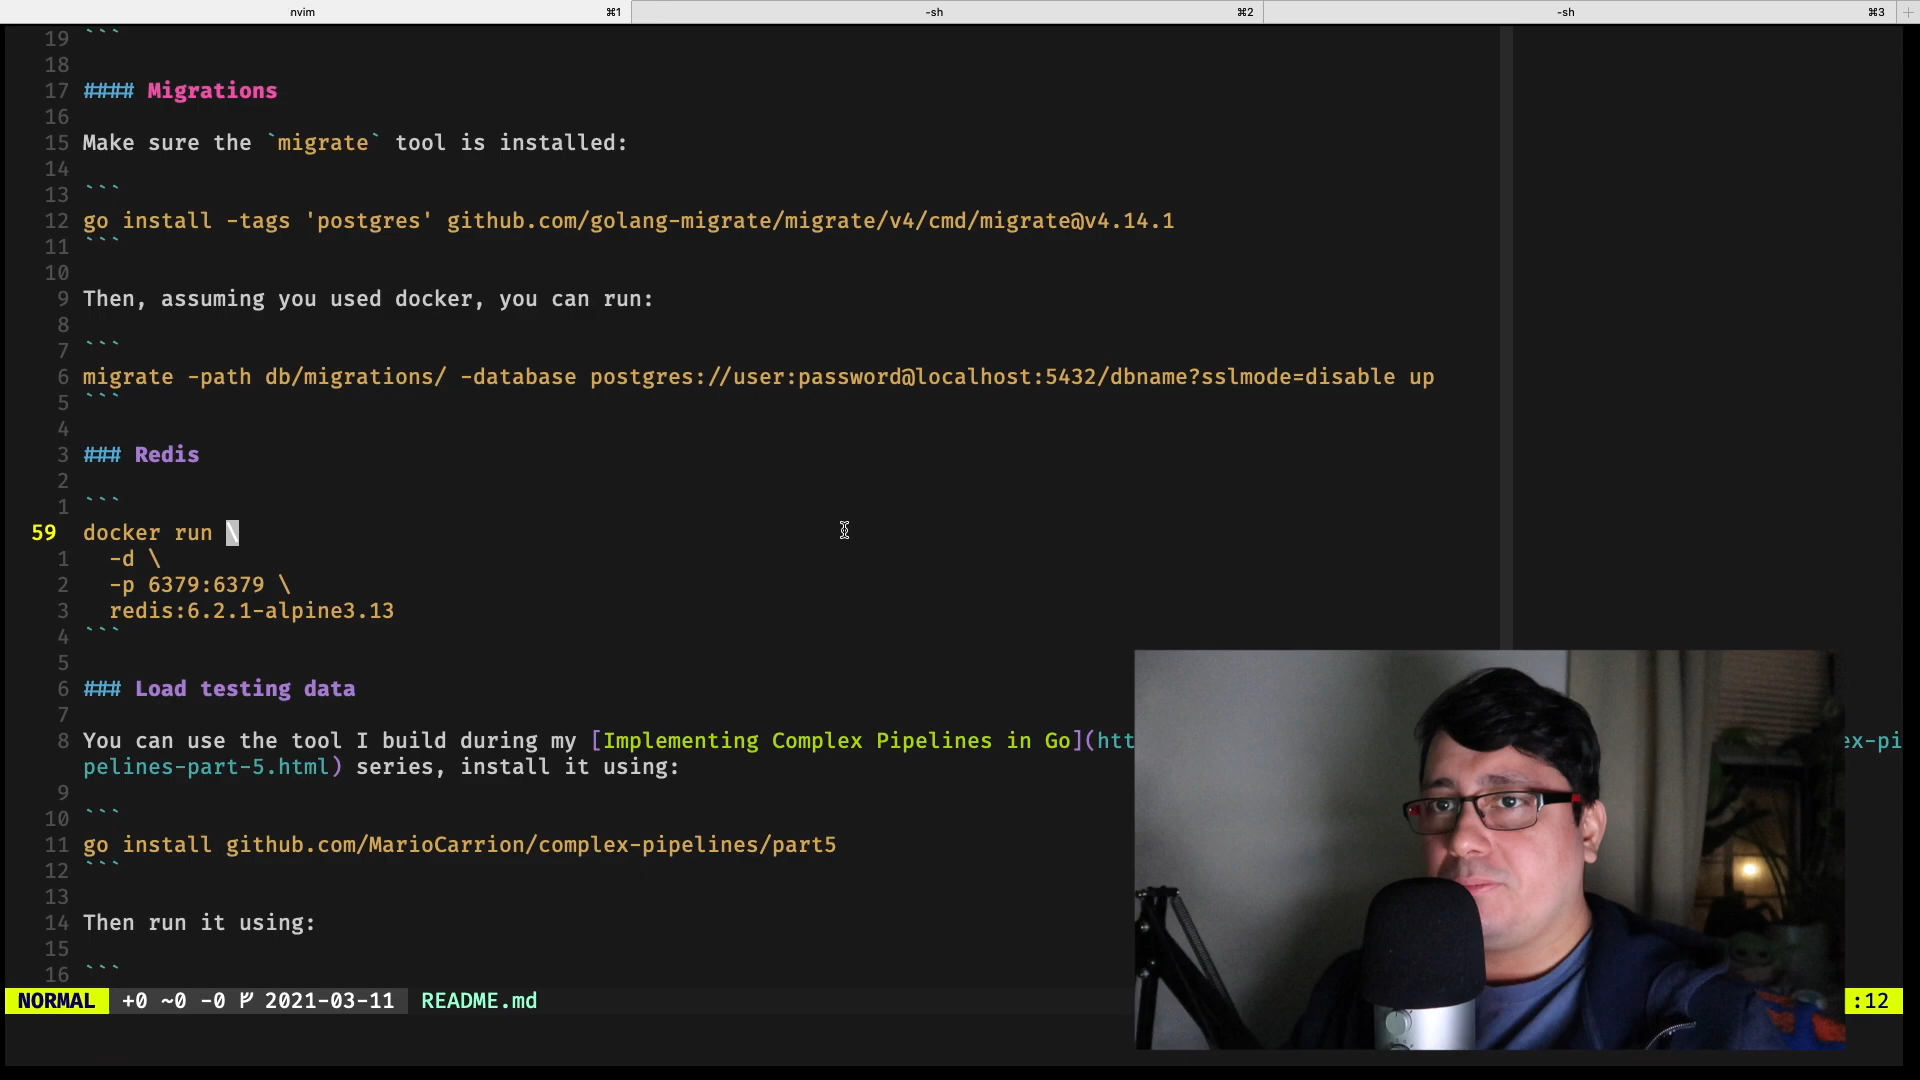 nvim ⌘1 -sh ⌘2 -sh ⌘3 +
19 ```
18
17 #### Migrations
16
15 Make sure the `migrate` tool is installed:
14
13 ```
12 go install -tags 'postgres' github.com/golang-migrate/migrate/v4/cmd/migrate@v4.14.1
11 ```
10
9 Then, assuming you used docker, you can run:
8
7 ```
6 migrate -path db/migrations/ -database postgres://user:password@localhost:5432/dbname?sslmode=disable up
5 ```
4
3 ### Redis
2
1 ```
59 docker run \
1 -d \
2 -p 6379:6379 \
3 redis:6.2.1-alpine3.13
4 ```
5
6 ### Load testing data
7
8 You can use the tool I build during my [Implementing Complex Pipelines in Go](htt ex-pi
pelines-part-5.html) series, install it using:
9
10 ```
11 go install github.com/MarioCarrion/complex-pipelines/part5
12 ```
13
14 Then run it using:
15
16 ```
NORMAL +0 ~0 -0 2021-03-11 README.md :12